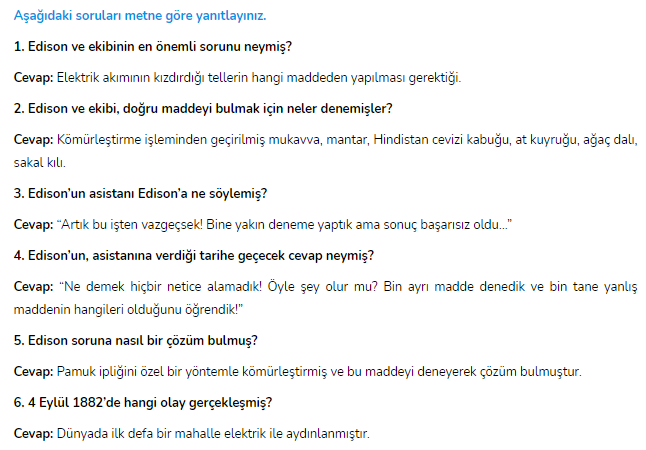 Aşağıdaki soruları metne göre yanıtlayınız.
1. Edison ve ekibinin en önemli sorunu neymiş?
Cevap: Elektrik akımının kızdırdığı tellerin hangi maddeden yapılması gerektiği.
2. Edison ve ekibi, doğru maddeyi bulmak için neler denemişler?
Cevap: Kömürleştirme işleminden geçirilmiş mukavva, mantar, Hindistan cevizi kabuğu, at kuyruğu, ağaç dalı,
sakal kılı.
3. Edison’un asistanı Edison’a ne söylemiş?
Cevap: “Artık bu işten vazgeçsek! Bine yakın deneme yaptık ama sonuç başarısız oldu…”
4. Edison’un, asistanına verdiği tarihe geçecek cevap neymiş?
Cevap: “Ne demek hiçbir netice alamadık! Öyle şey olur mu? Bin ayrı madde denedik ve bin tane yanlış
maddenin hangileri olduğunu öğrendik!”
5. Edison soruna nasıl bir çözüm bulmuş?
Cevap: Pamuk ipliğini özel bir yöntemle kömürleştirmiş ve bu maddeyi deneyerek çözüm bulmuştur.
6. 4 Eylül 1882’de hangi olay gerçekleşmiş?
Cevap: Dünyada ilk defa bir mahalle elektrik ile aydınlanmıştır.